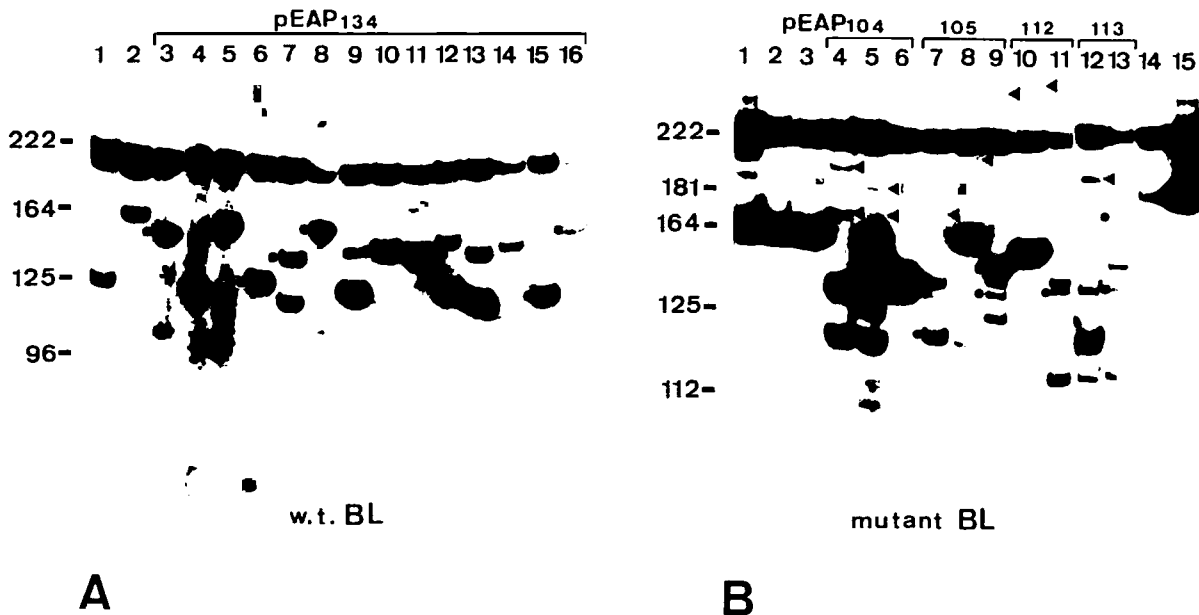 pEAP134
1 2 3 4 5 6 7 8 9 10 11 12 13 14 15 16
222
164
125
96
w.t. BL
A
pEAP104 105 112 113
1 2 3 4 5 6 7 8 9 10 11 12 13 14 15
222
181
164
125
112
mutant BL
B